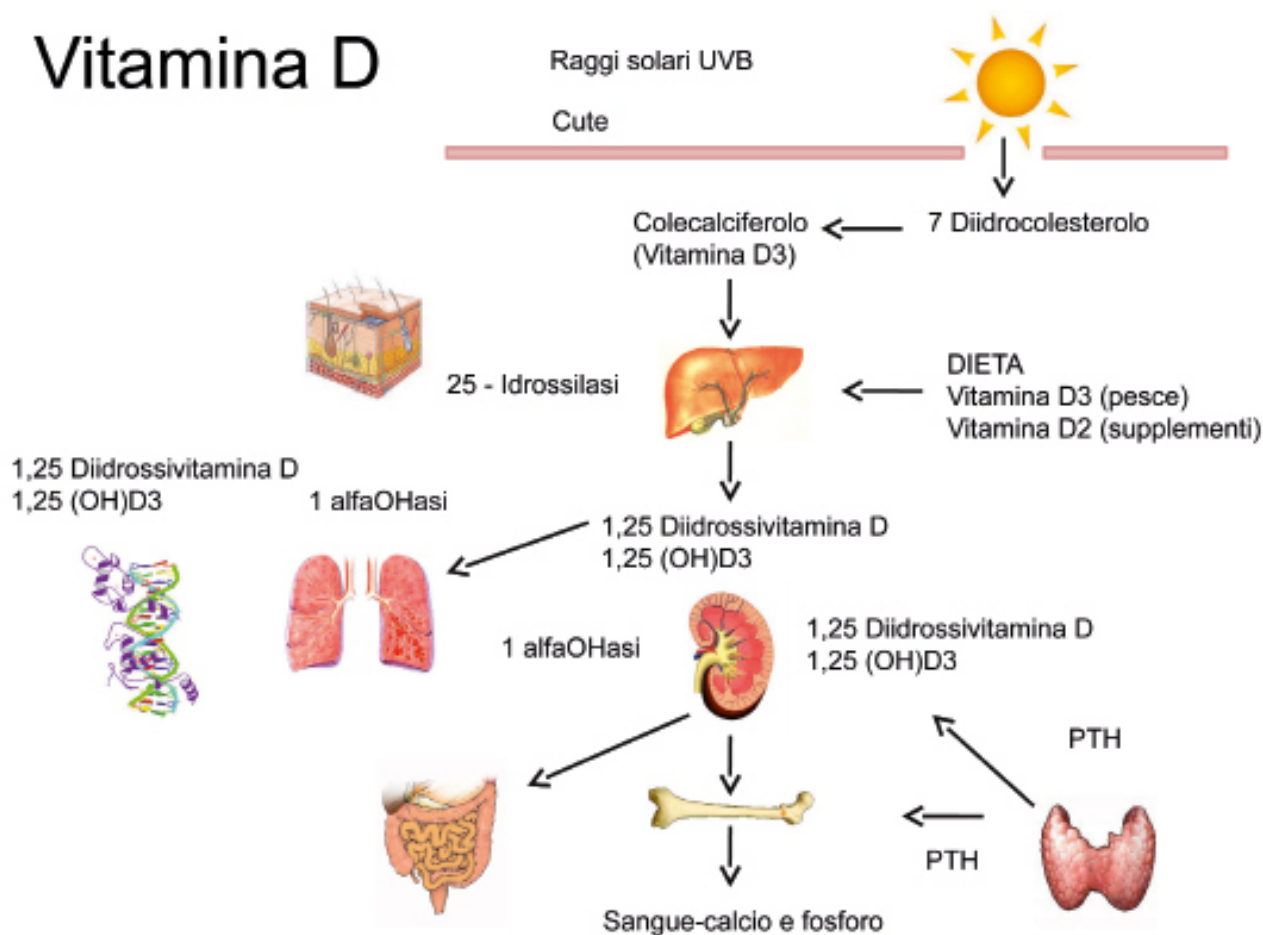 Vitamina D
Raggi solari UVB
Cute
Colecalciferolo
(Vitamina D3)
7 Diidrocolesterolo
25 - Idrossilasi
DIETA
Vitamina D3 (pesce)
Vitamina D2 (supplementi)
1,25 Diidrossivitamina D
1,25 (OH)D3
1 alfaOHasi
1,25 Diidrossivitamina D
1,25 (OH)D3
1 alfaOHasi
1,25 Diidrossivitamina D
1,25 (OH)D3
PTH
PTH
Sangue-calcio e fosforo